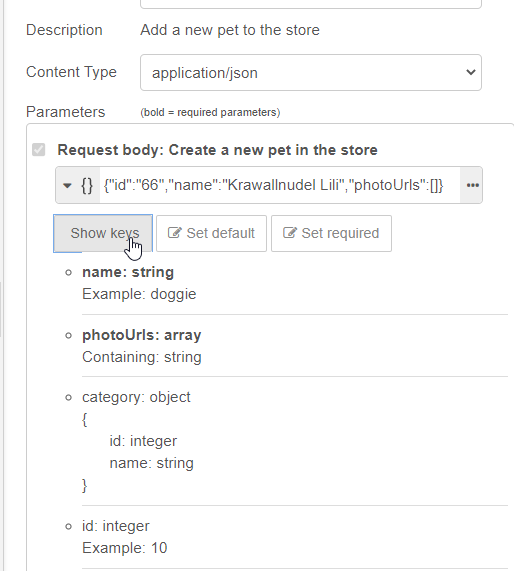 Description Add a new pet to the store
Content Type application/json
Parameters (bold = required parameters)
Request body: Create a new pet in the store
{} {"id":"66","name":"Krawallnudel Lili","photoUrls":[]} •••
Show keys Set default Set required
name: string
Example: doggie
photoUrls: array
Containing: string
category: object
{
id: integer
name: string
}
id: integer
Example: 10